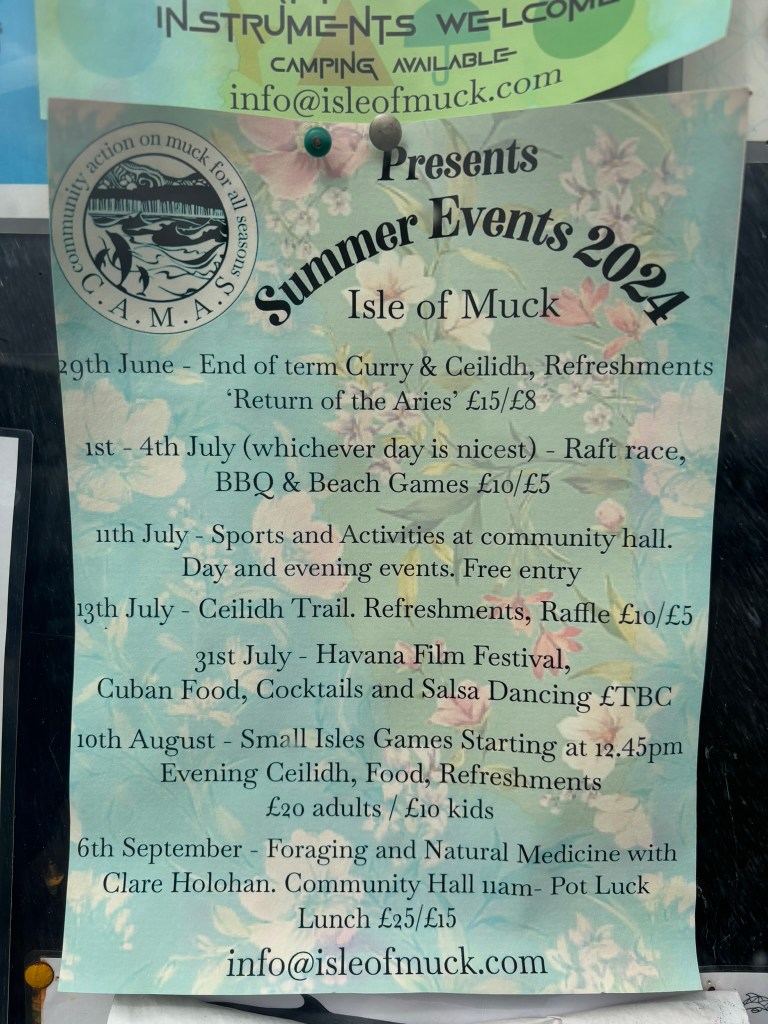 INSTRUMENTS WELCOME
CAMPING AVAILABLE
info@isleofmuck.com
community action on muck for all seasons
C.A.M.A.S
Presents
Summer Events 2024
Isle of Muck
29th June - End of term Curry & Ceilidh, Refreshments
‘Return of the Aries’ £15/£8
1st - 4th July (whichever day is nicest) - Raft race,
BBQ & Beach Games £10/£5
11th July - Sports and Activities at community hall.
Day and evening events. Free entry
13th July - Ceilidh Trail. Refreshments, Raffle £10/£5
31st July - Havana Film Festival,
Cuban Food, Cocktails and Salsa Dancing £TBC
10th August - Small Isles Games Starting at 12.45pm
Evening Ceilidh, Food, Refreshments
£20 adults / £10 kids
6th September - Foraging and Natural Medicine with
Clare Holohan. Community Hall 11am- Pot Luck
Lunch £25/£15
info@isleofmuck.com